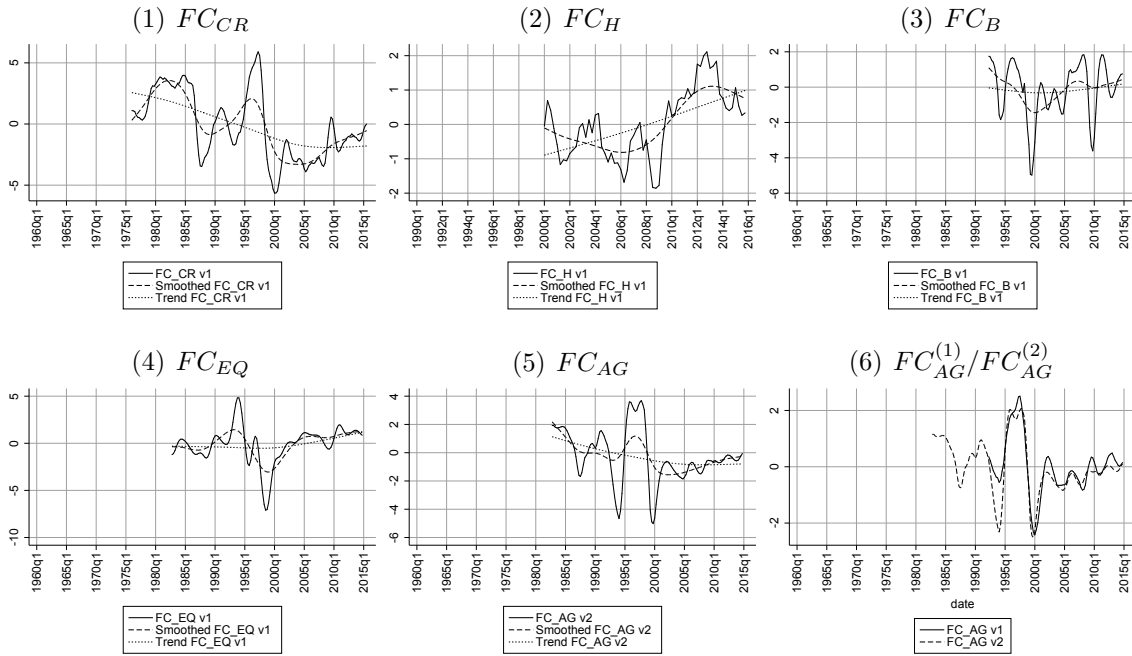 (1) FC_CR
(2) FC_H
(3) FC_B
5
0
-5
1960q1 1965q1 1970q1 1975q1 1980q1 1985q1 1990q1 1995q1 2000q1 2005q1 2010q1 2015q1
FC_CR v1
Smoothed FC_CR v1
Trend FC_CR v1
2
1
0
-1
-2
1990q1 1992q1 1994q1 1996q1 1998q1 2000q1 2002q1 2004q1 2006q1 2008q1 2010q1 2012q1 2014q1 2016q1
FC_H v1
Smoothed FC_H v1
Trend FC_H v1
2
0
-2
-4
-6
1960q1 1965q1 1970q1 1975q1 1980q1 1985q1 1990q1 1995q1 2000q1 2005q1 2010q1 2015q1
FC_B v1
Smoothed FC_B v1
Trend FC_B v1
(4) FC_EQ
(5) FC_AG
(6) FC_AG^(1)/FC_AG^(2)
5
0
-5
-10
1960q1 1965q1 1970q1 1975q1 1980q1 1985q1 1990q1 1995q1 2000q1 2005q1 2010q1 2015q1
FC_EQ v1
Smoothed FC_EQ v1
Trend FC_EQ v1
4
2
0
-2
-4
-6
1960q1 1965q1 1970q1 1975q1 1980q1 1985q1 1990q1 1995q1 2000q1 2005q1 2010q1 2015q1
FC_AG v2
Smoothed FC_AG v2
Trend FC_AG v2
2
0
-2
1960q1 1965q1 1970q1 1975q1 1980q1 1985q1 1990q1 1995q1 2000q1 2005q1 2010q1 2015q1
date
FC_AG v1
FC_AG v2